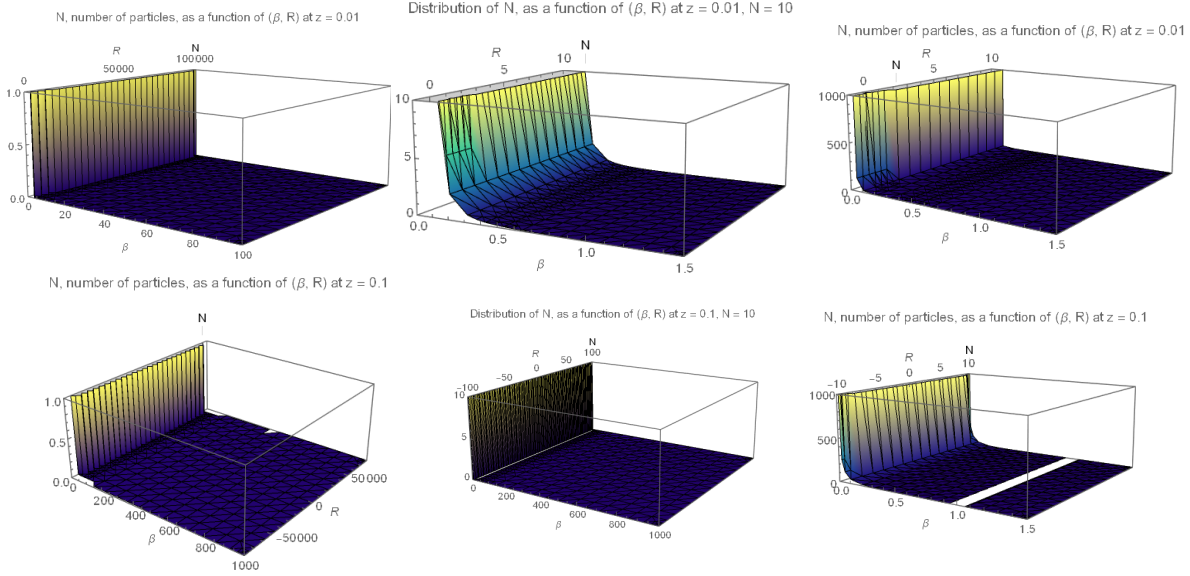 N, number of particles, as a function of (β, R) at z = 0.01
R
N
0
50000
100000
1.0
0.5
0.0
0
20
40
60
80
100
β
Distribution of N, as a function of (β, R) at z = 0.01, N = 10
R
N
0
5
10
10
5
0
0.0
0.5
1.0
1.5
β
N, number of particles, as a function of (β, R) at z = 0.01
R
N
0
5
10
1000
500
0
0.0
0.5
1.0
1.5
β
N, number of particles, as a function of (β, R) at z = 0.1
N
1.0
0.5
0.0
0
200
400
600
800
1000
β
50000
0
R
−50000
Distribution of N, as a function of (β, R) at z = 0.1, N = 10
R
N
−100
−50
0
50
100
10
5
0
0
200
400
600
800
1000
β
N, number of particles, as a function of (β, R) at z = 0.1
R
N
−10
−5
0
5
10
1000
500
0
0.0
0.5
1.0
1.5
β